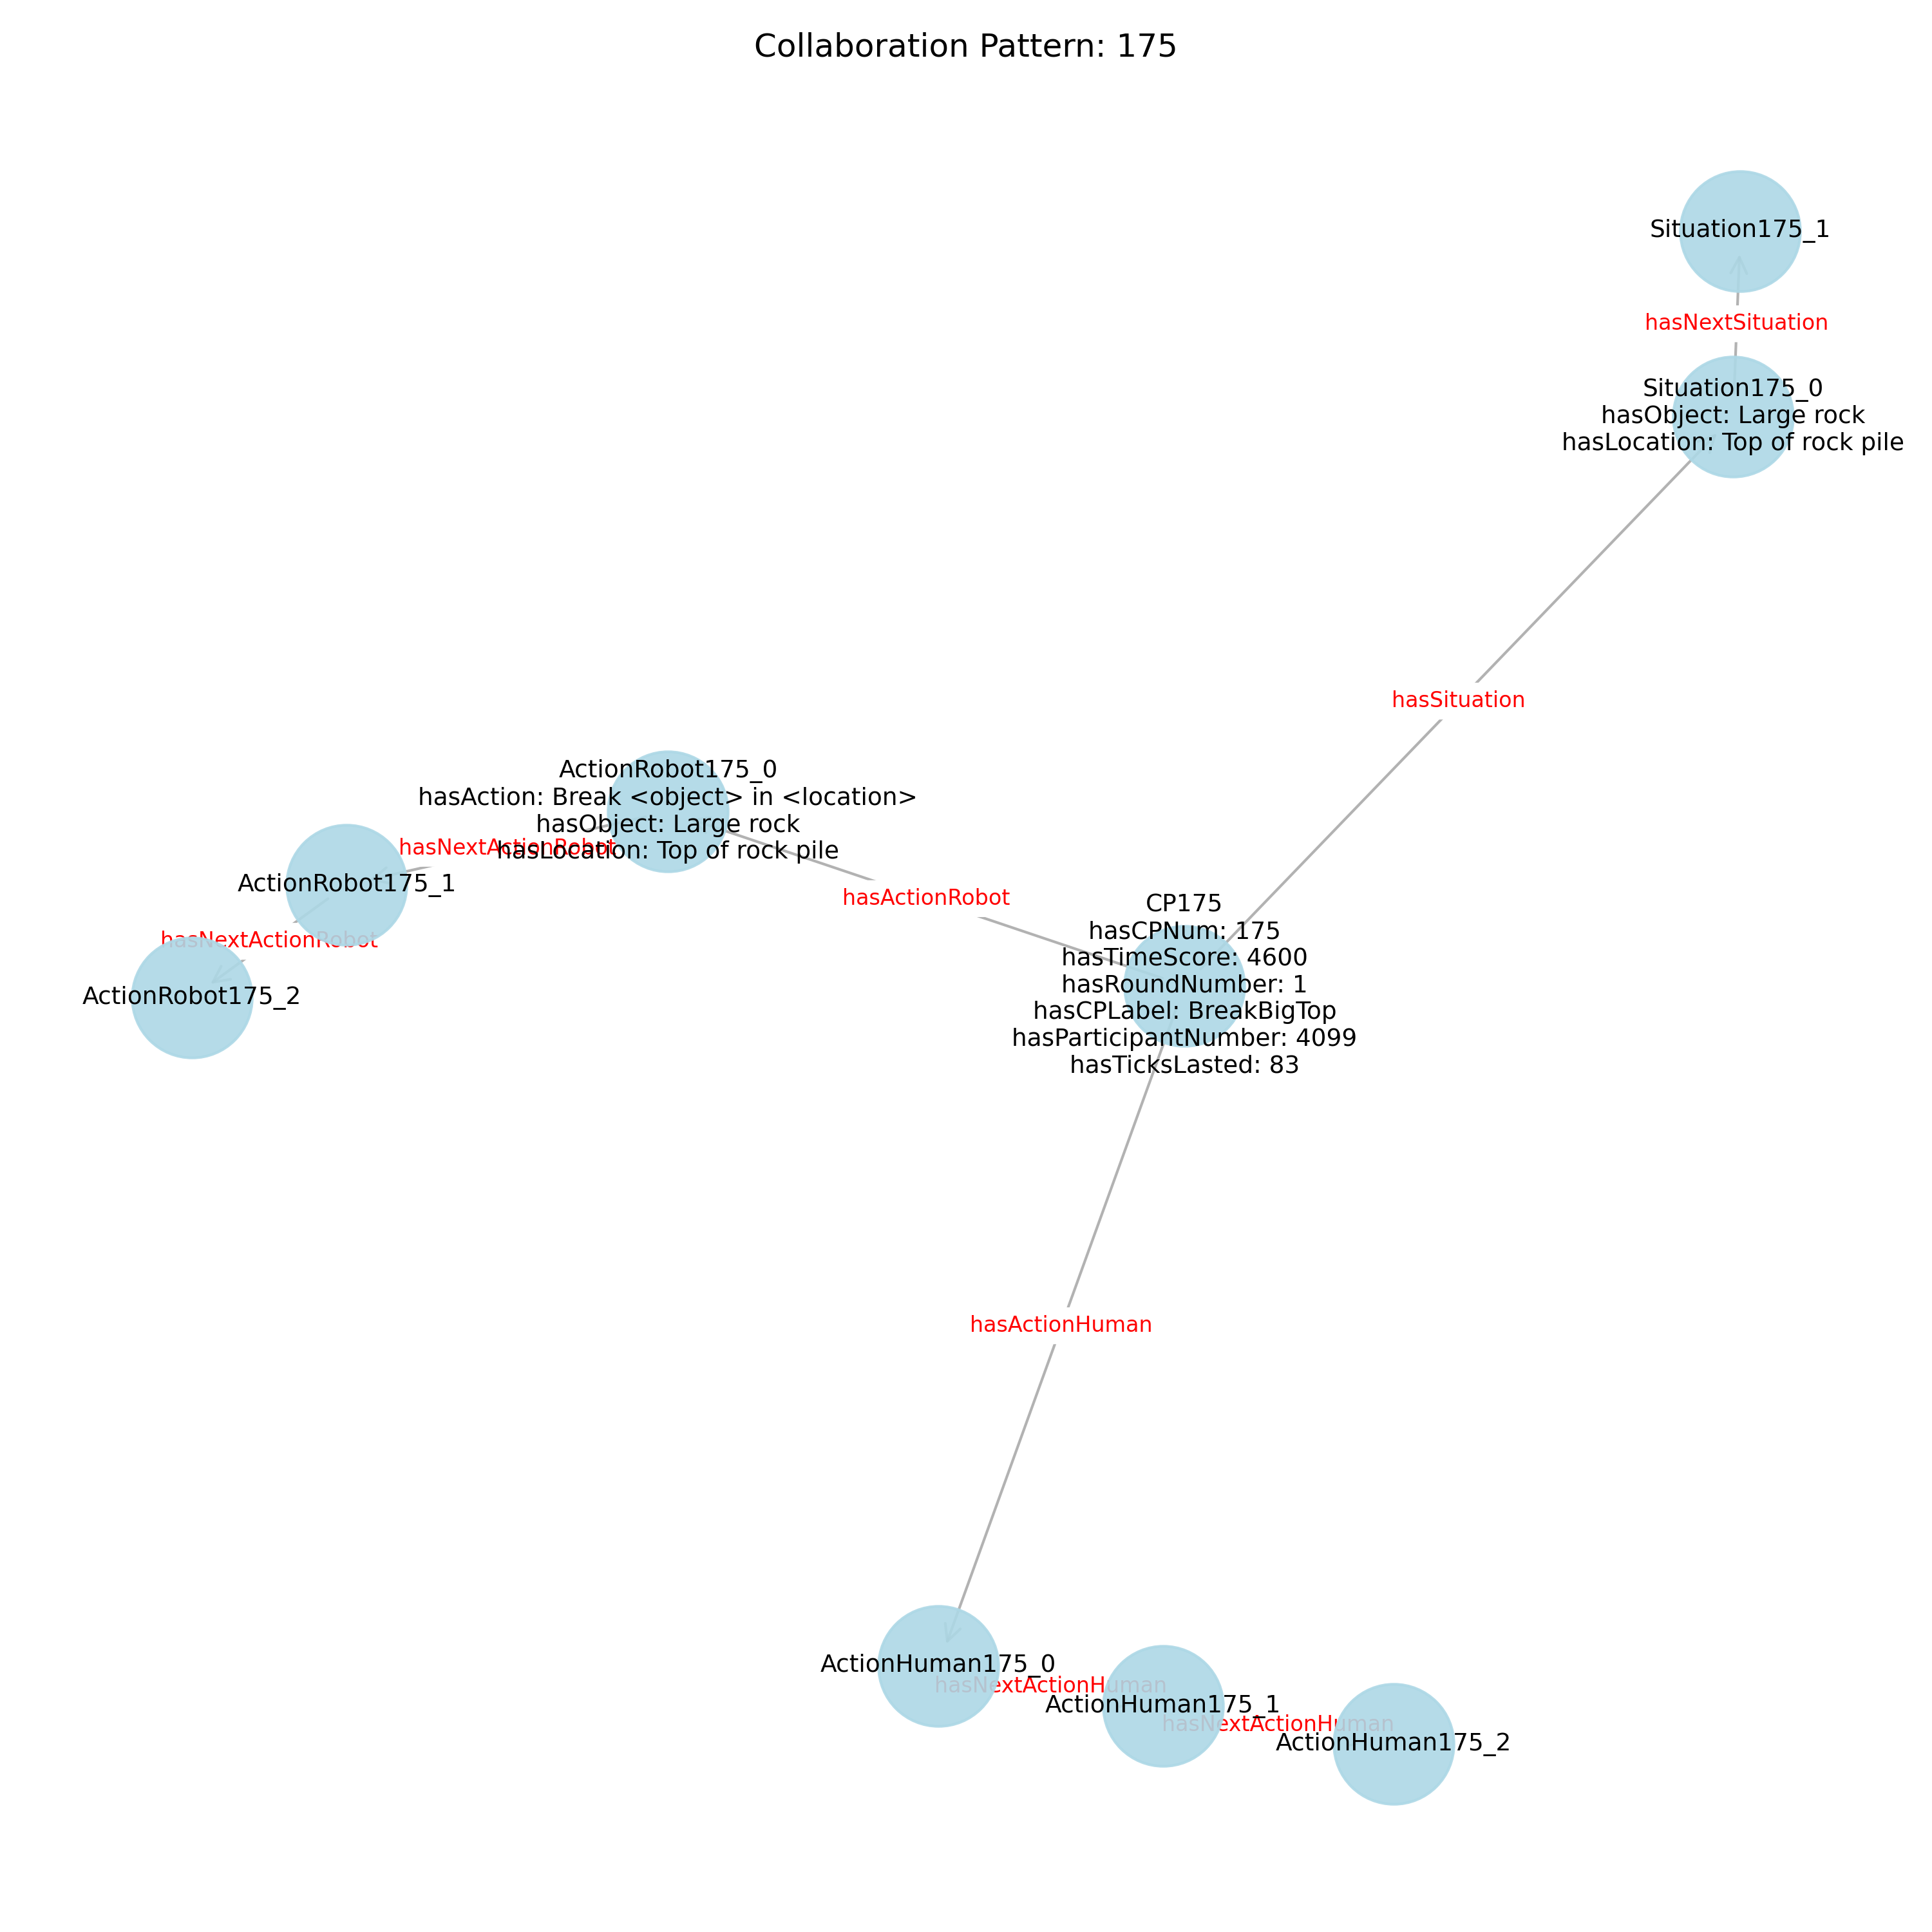 Collaboration Pattern: 175
Situation175_1
hasNextSituation
Situation175_0
hasObject: Large rock
hasLocation: Top of rock pile
hasSituation
ActionRobot175_0
hasAction: Break <object> in <location>
hasObject: Large rock
hasLocation: Top of rock pile
hasNextActionRobot
ActionRobot175_1
hasActionRobot
hasNextActionRobot
ActionRobot175_2
CP175
hasCPNum: 175
hasTimeScore: 4600
hasRoundNumber: 1
hasCPLabel: BreakBigTop
hasParticipantNumber: 4099
hasTicksLasted: 83
hasActionHuman
ActionHuman175_0
hasNextActionHuman
ActionHuman175_1
hasNextActionHuman
ActionHuman175_2